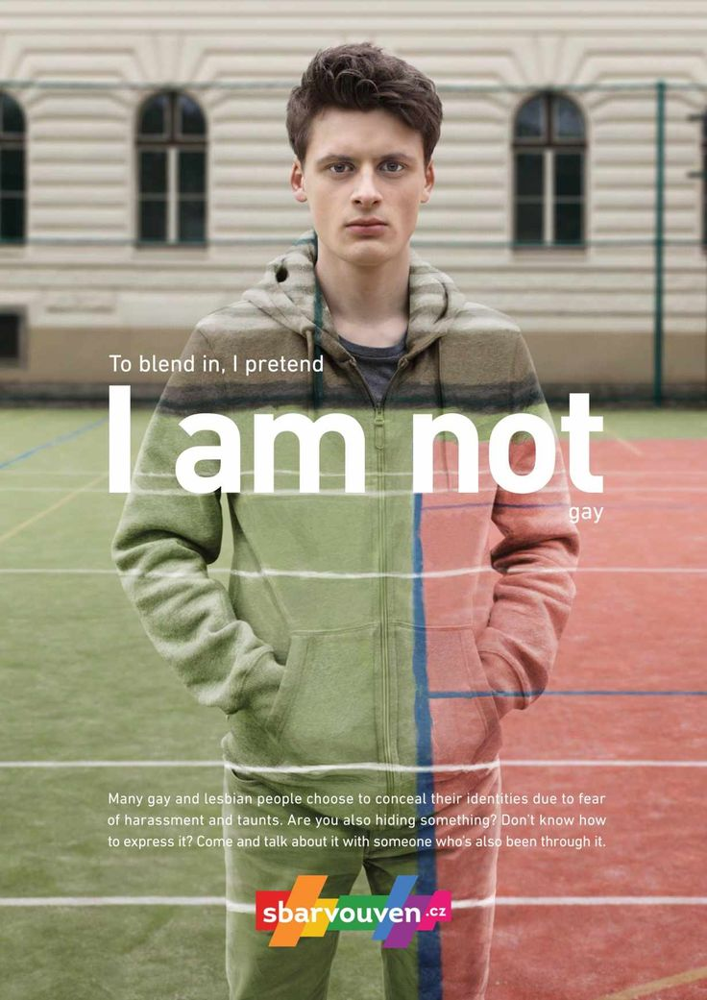 To blend in, I pretend
I am not
gay
Many gay and lesbian people choose to conceal their identities due to fear
of harassment and taunts. Are you also hiding something? Don't know how
to express it? Come and talk about it with someone who's also been through it.
sbarvouven.cz